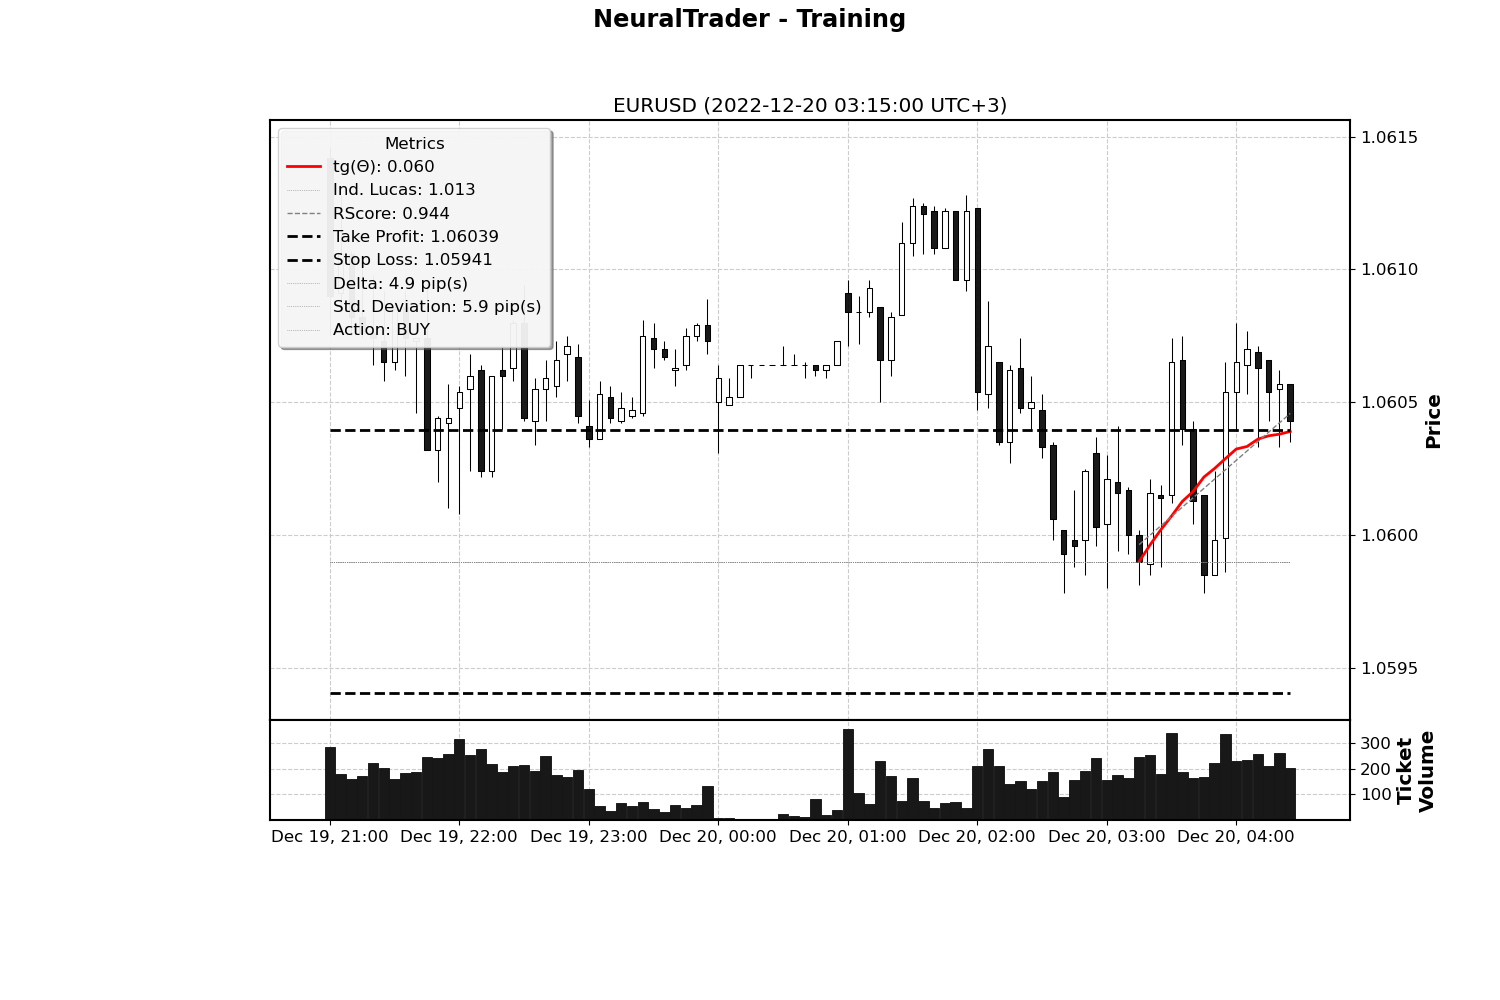 NeuralTrader - Training
EURUSD (2022-12-20 03:15:00 UTC+3)
Metrics
tg(Θ): 0.060
Ind. Lucas: 1.013
RScore: 0.944
Take Profit: 1.06039
Stop Loss: 1.05941
Delta: 4.9 pip(s)
Std. Deviation: 5.9 pip(s)
Action: BUY
1.0615
1.0610
1.0605
1.0600
1.0595
Price
300
200
100
Ticket
Volume
Dec 19, 21:00
Dec 19, 22:00
Dec 19, 23:00
Dec 20, 00:00
Dec 20, 01:00
Dec 20, 02:00
Dec 20, 03:00
Dec 20, 04:00